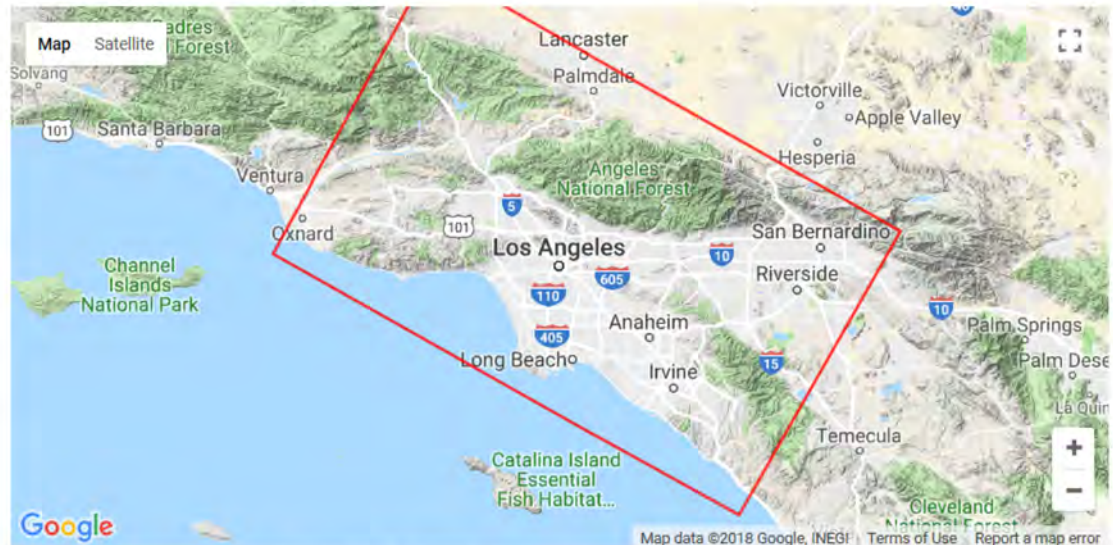 Map Satellite
adres
l Forest
Solvang
101
Santa Barbara
Ventura
Oxnard
Channel
Islands
National Park
Lancaster
Palmdale
Victorville
Apple Valley
Hesperia
Angeles
National Forest
5
101
Los Angeles
10
San Bernardino
605
Riverside
110
10
Anaheim
Palm Springs
405
Long Beach
15
Palm Dese
Irvine
La Quin
Temecula
+
−
Catalina Island
Essential
Fish Habitat...
Cleveland
National Forest
Google
Map data ©2018 Google, INEGI Terms of Use Report a map error